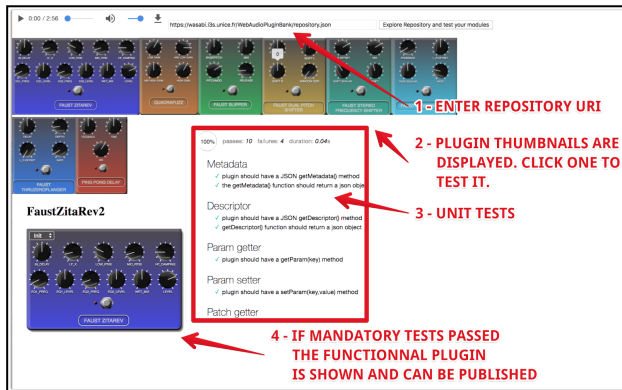 0:00 / 2:56
https://wasabi.i3s.unice.fr/WebAudioPluginBank/repository.json
Explore Repository and test your modules
FAUST ZITAREV
QUADRAFUZZ
FAUST FLIPPER
FAUST DUAL PITCH
SHIFTER
FAUST STEREO
FREQUENCY SHIFTER
1 - ENTER REPOSITORY URI
2 - PLUGIN THUMBNAILS ARE
DISPLAYED. CLICK ONE TO
TEST IT.
FAUST
THRUZEROFLANGER
PING PONG DELAY
100% passes: 10 failures: 4 duration: 0.04s
Metadata
✓ plugin should have a JSON getMetadata() method
✓ the getMetadata() function should return a json obje
Descriptor
✓ plugin should have a JSON getDescriptor() method
✓ getDescriptor() function should return a json object
Param getter
✓ plugin should have a getParam(key) method
Param setter
✓ plugin should have a setParam(key,value) method
Patch getter
3 - UNIT TESTS
FaustZitaRev2
Init
FAUST ZITAREV
4 - IF MANDATORY TESTS PASSED
THE FUNCTIONNAL PLUGIN
IS SHOWN AND CAN BE PUBLISHED